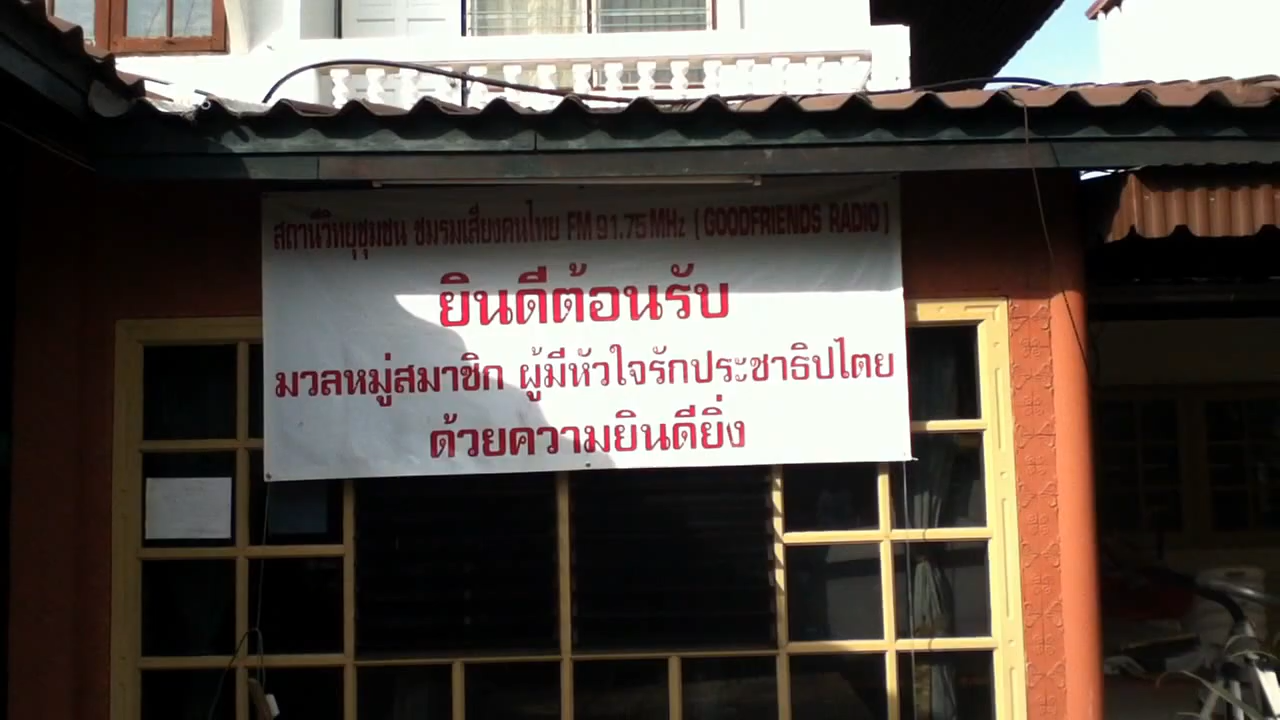 สถานีวิทยุชุมชน ชมรมเสียงคนไทย FM 91.75 MHz [ GOODFRIENDS RADIO ]
ยินดีต้อนรับ
มวลหมู่สมาชิก ผู้มีหัวใจรักประชาธิปไตย
ด้วยความยินดียิ่ง